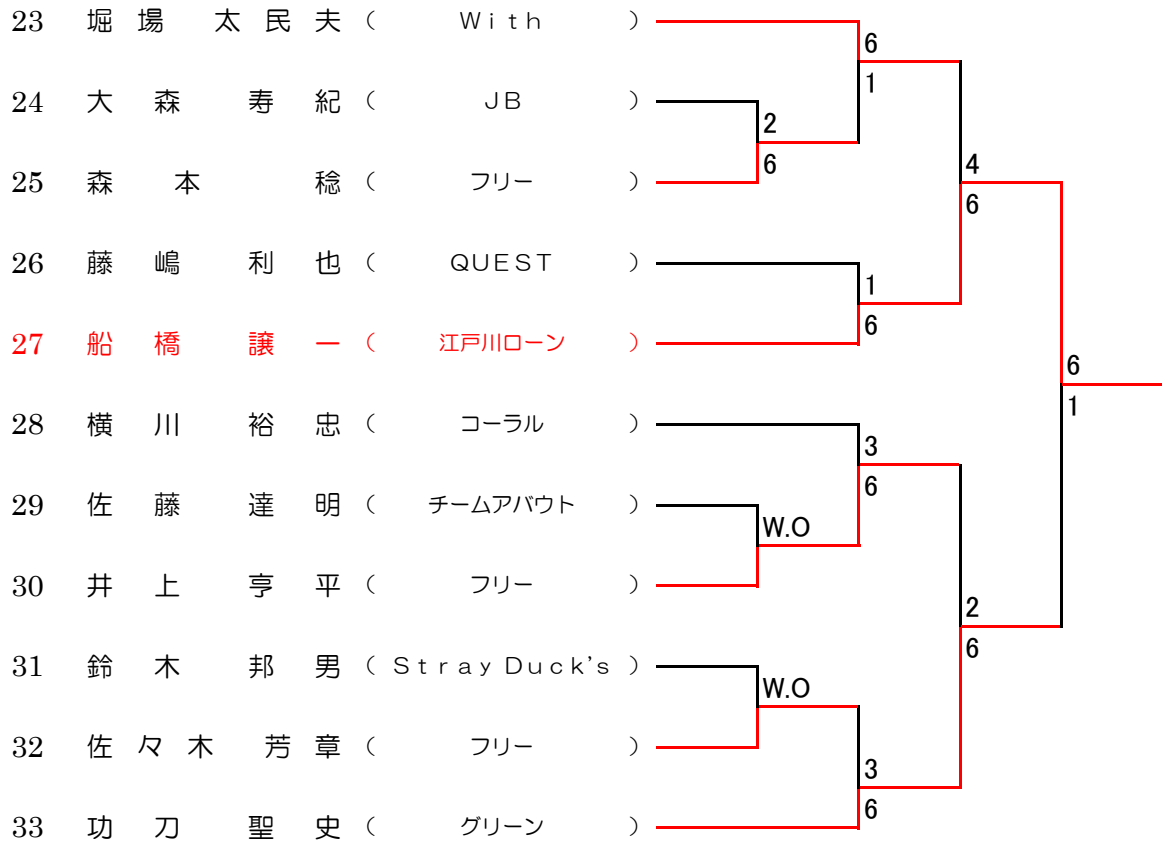 23 堀場 太民夫 ( With )
6
1
24 大森 寿紀 ( JB )
2
6
25 森本 稔 ( フリー )
4
6
26 藤嶋 利也 ( QUEST )
1
6
27 船橋 譲一 ( 江戸川ローン )
6
1
28 横川 裕忠 ( コーラル )
3
6
29 佐藤 達明 ( チームアバウト )
W.O
30 井上 亨平 ( フリー )
2
6
31 鈴木 邦男 ( Stray Duck's )
W.O
32 佐々木 芳章 ( フリー )
3
6
33 功刀 聖史 ( グリーン )